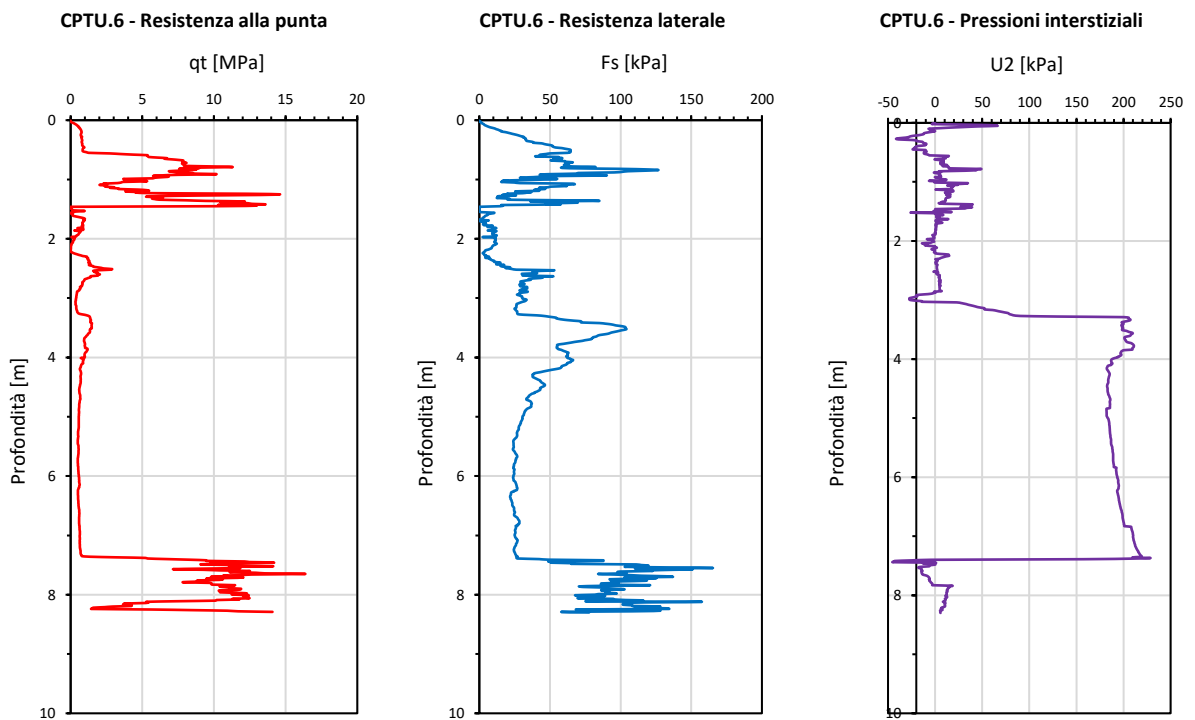 CPTU.6 - Resistenza alla punta
qt [MPa]
0 5 10 15 20
0
2
4
6
8
10
Profondità [m]
CPTU.6 - Resistenza laterale
Fs [kPa]
0 50 100 150 200
0
2
4
6
8
10
Profondità [m]
CPTU.6 - Pressioni interstiziali
U2 [kPa]
-50 0 50 100 150 200 250
0
2
4
6
8
10
Profondità [m]